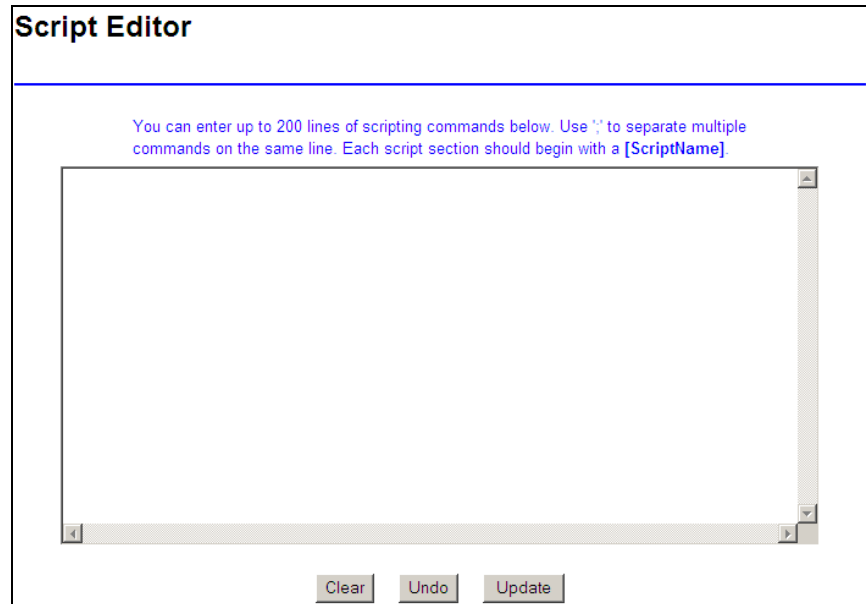 Script Editor
You can enter up to 200 lines of scripting commands below. Use ';' to separate multiple
commands on the same line. Each script section should begin with a [ScriptName].
Clear Undo Update